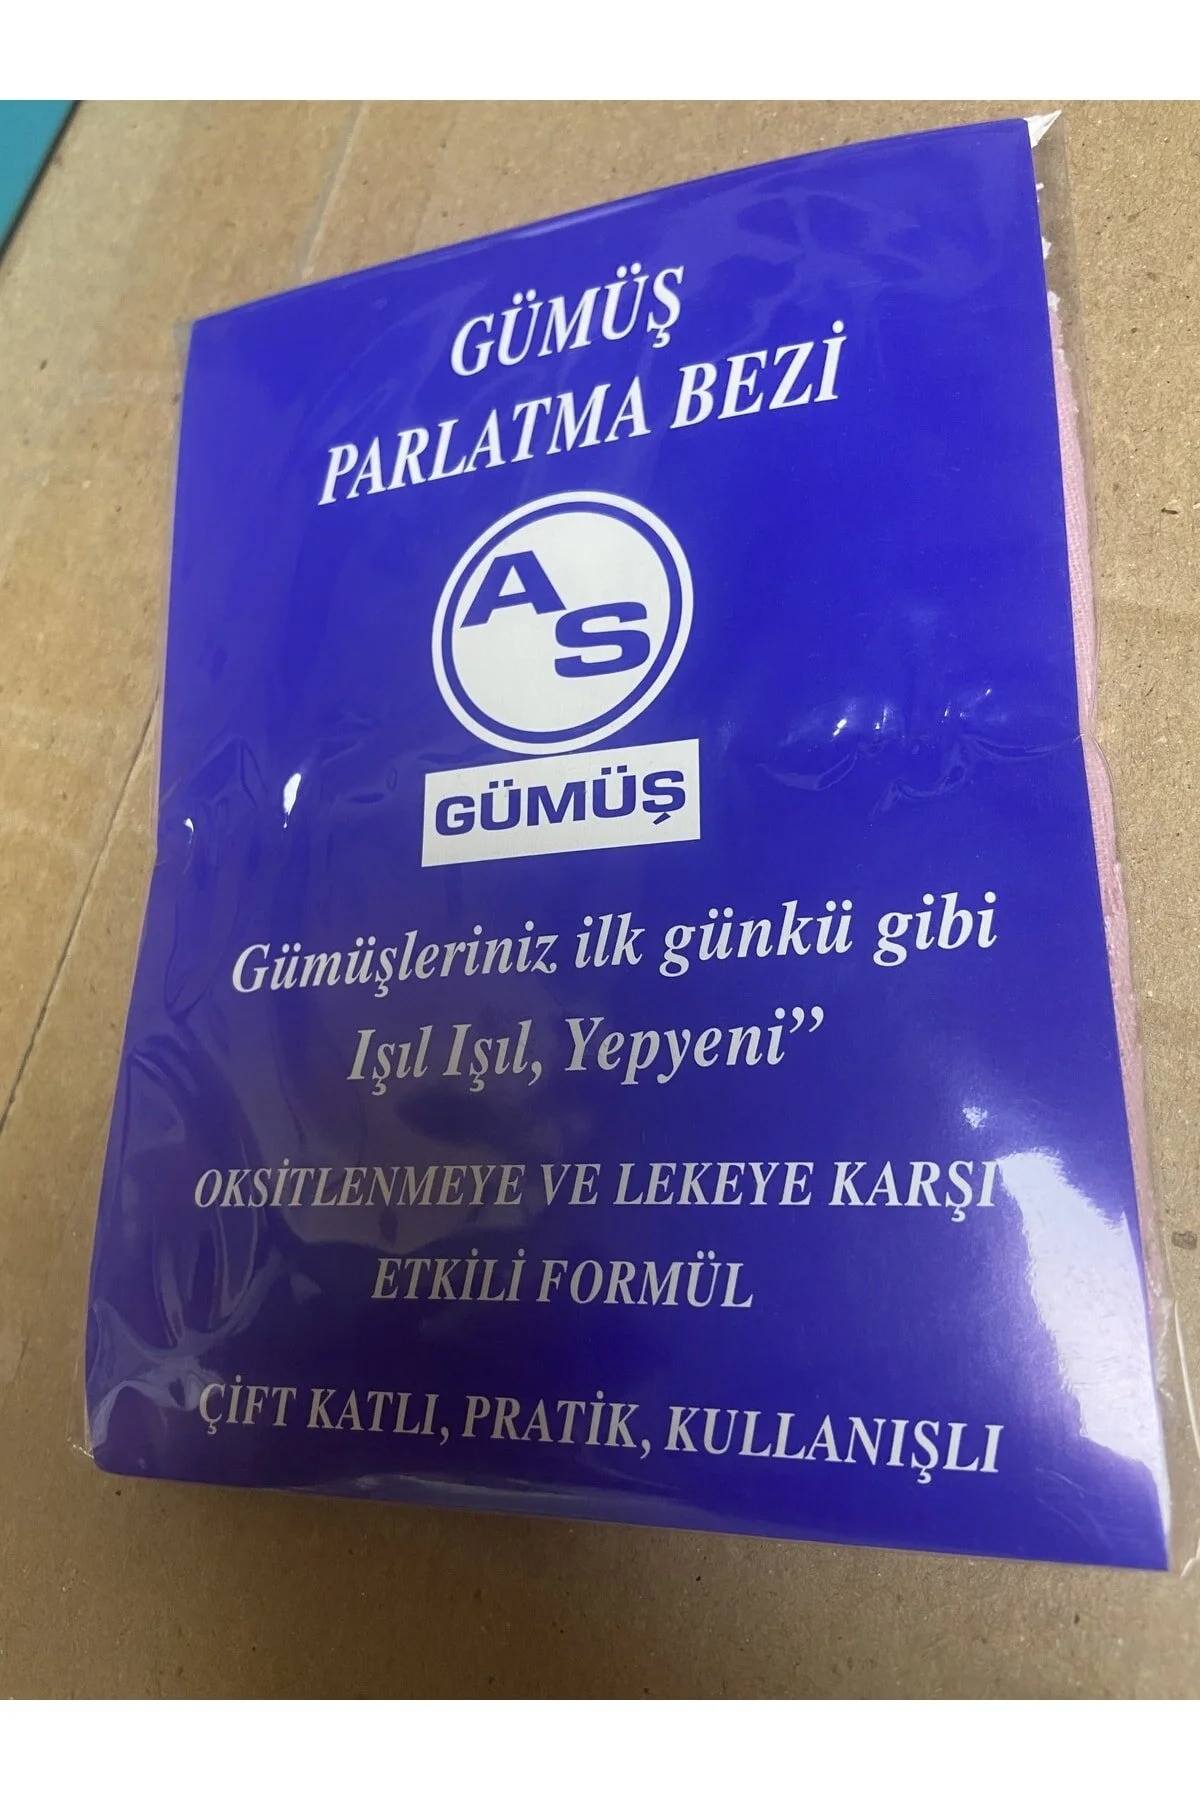 GÜMÜŞ
PARLATMA BEZİ
AS
GÜMÜŞ
Gümüşleriniz ilk günkü gibi
Işıl Işıl, Yepyeni”
OKSİTLENMEYE VE LEKEYE KARŞI
ETKİLİ FORMÜL
ÇİFT KATLI, PRATİK, KULLANIŞLI